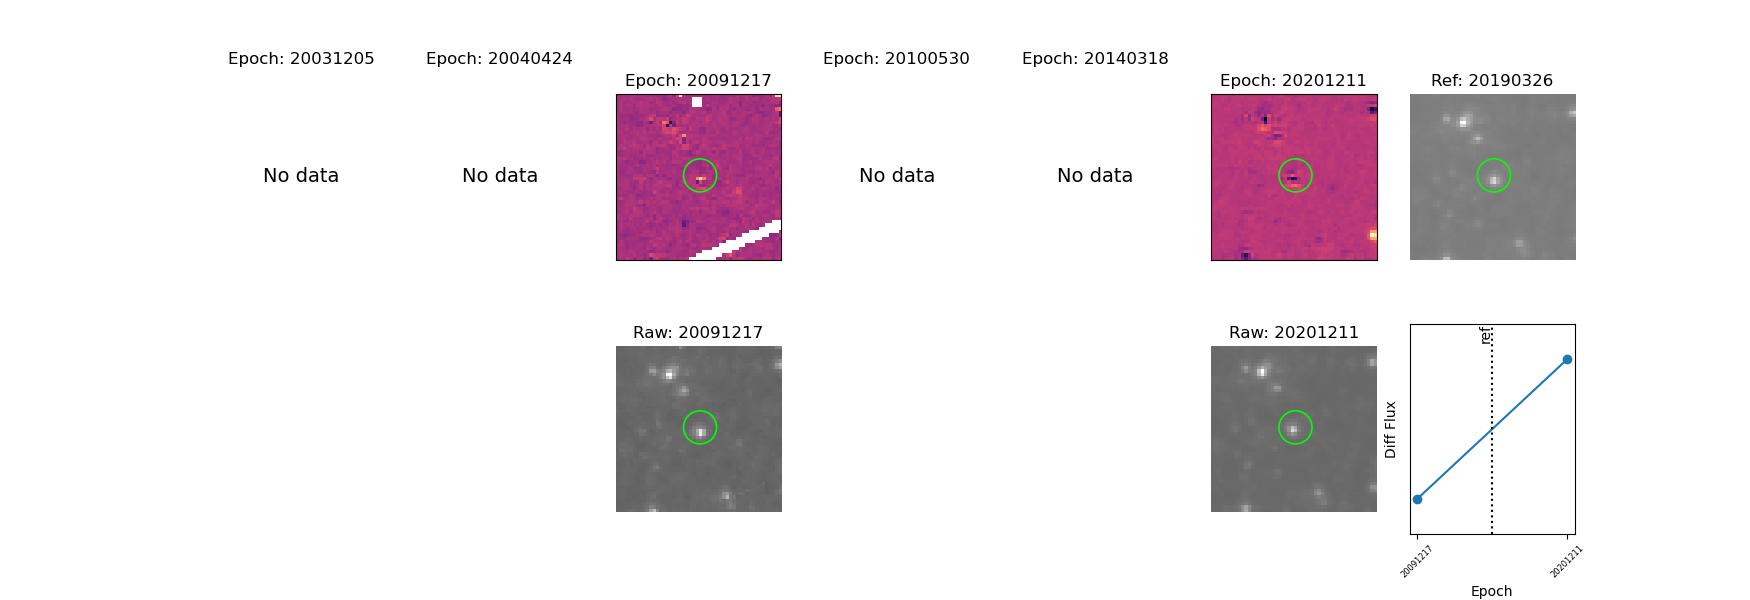 Epoch: 20031205
Epoch: 20040424
Epoch: 20091217
Epoch: 20100530
Epoch: 20140318
Epoch: 20201211
Ref: 20190326
No data
No data
No data
No data
Raw: 20091217
Raw: 20201211
ref
Diff Flux
20091217
20201211
Epoch